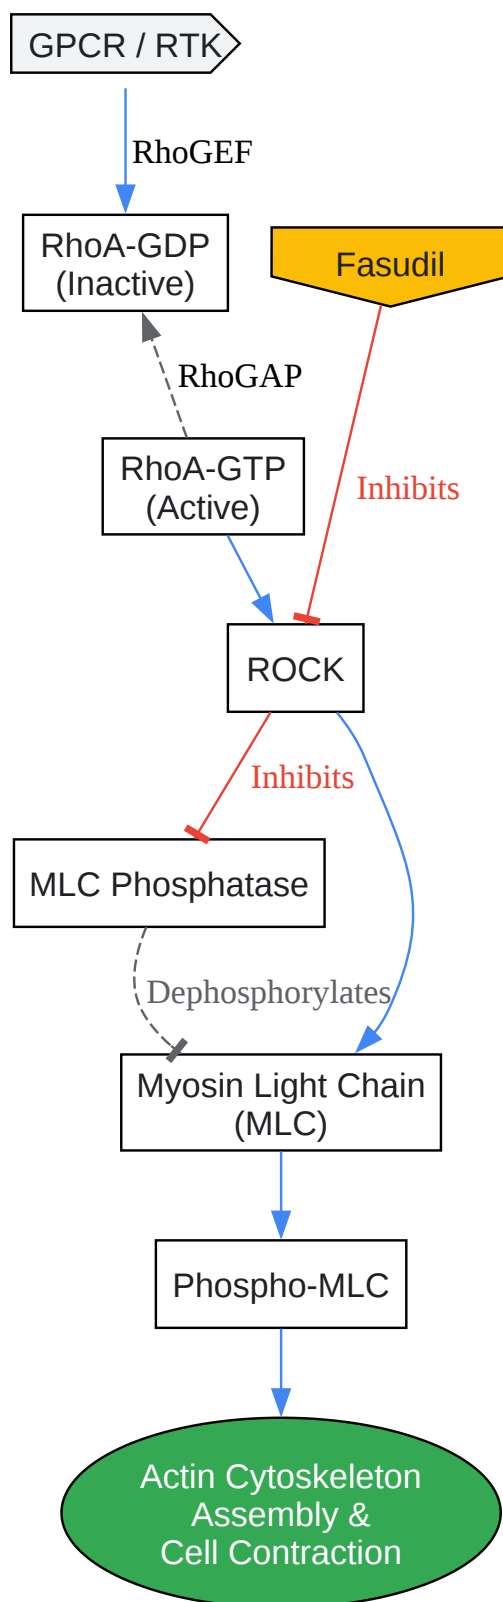 GPCR / RTK
RhoGEF
RhoA-GDP
(Inactive)
Fasudil
RhoGAP
RhoA-GTP
(Active)
Inhibits
ROCK
Inhibits
MLC Phosphatase
Dephosphorylates
Myosin Light Chain
(MLC)
Phospho-MLC
Actin Cytoskeleton
Assembly &
Cell Contraction